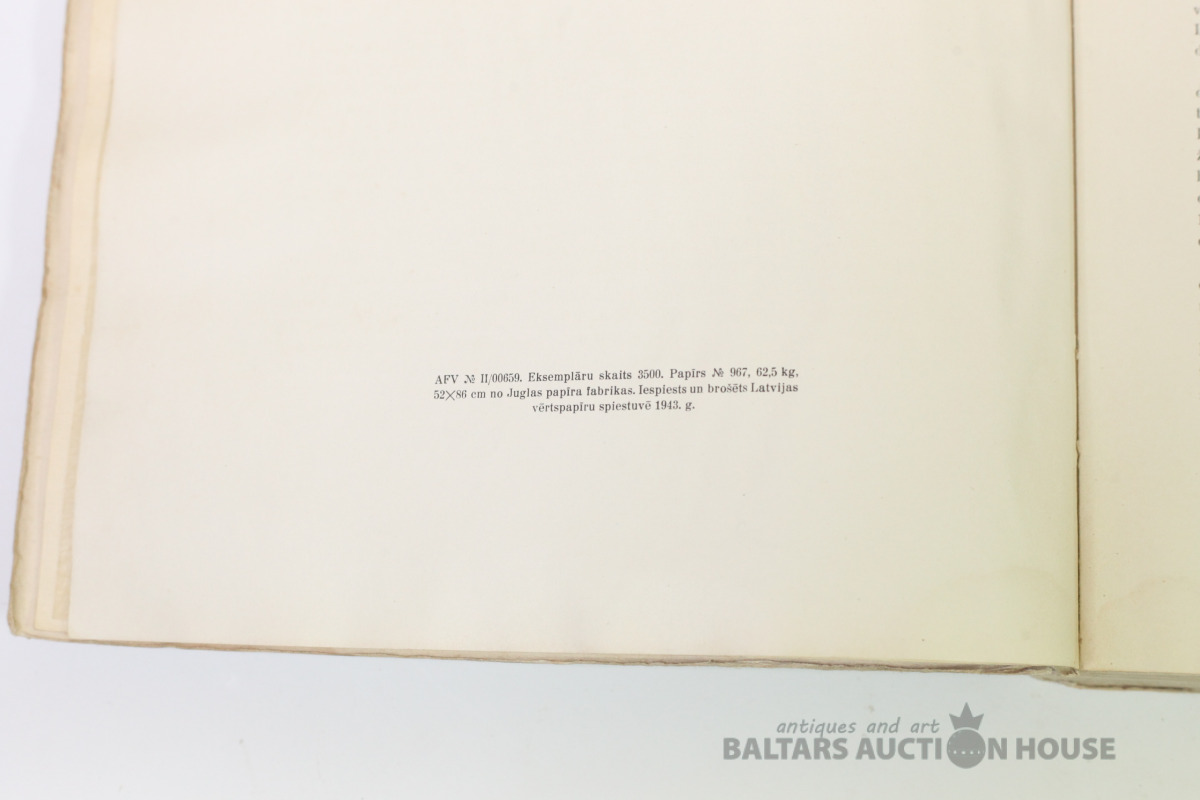 AFV № II/00659. Eksemplāru skaits 3500. Papīrs № 967, 62,5 kg,
52×86 cm no Juglas papīra fabrikas. Iespiests un brošēts Latvijas
vērtspapīru spiestuvē 1943. g.
antiques and art
BALTARS AUCTION HOUSE